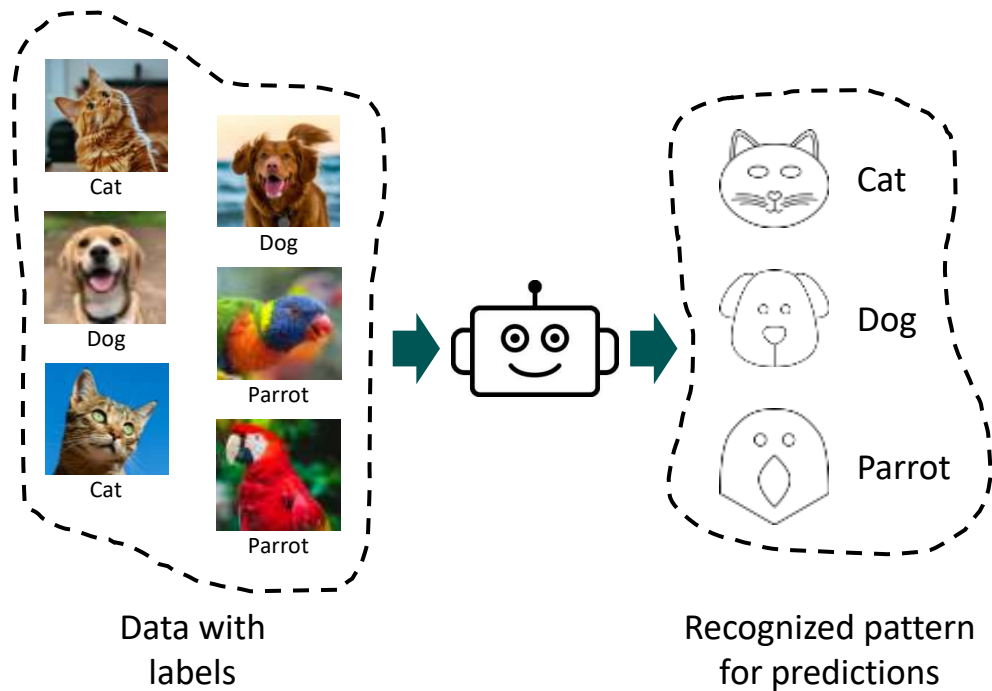 Cat
Dog
Dog
Parrot
Cat
Parrot
Data with
labels
Cat
Dog
Parrot
Recognized pattern
for predictions